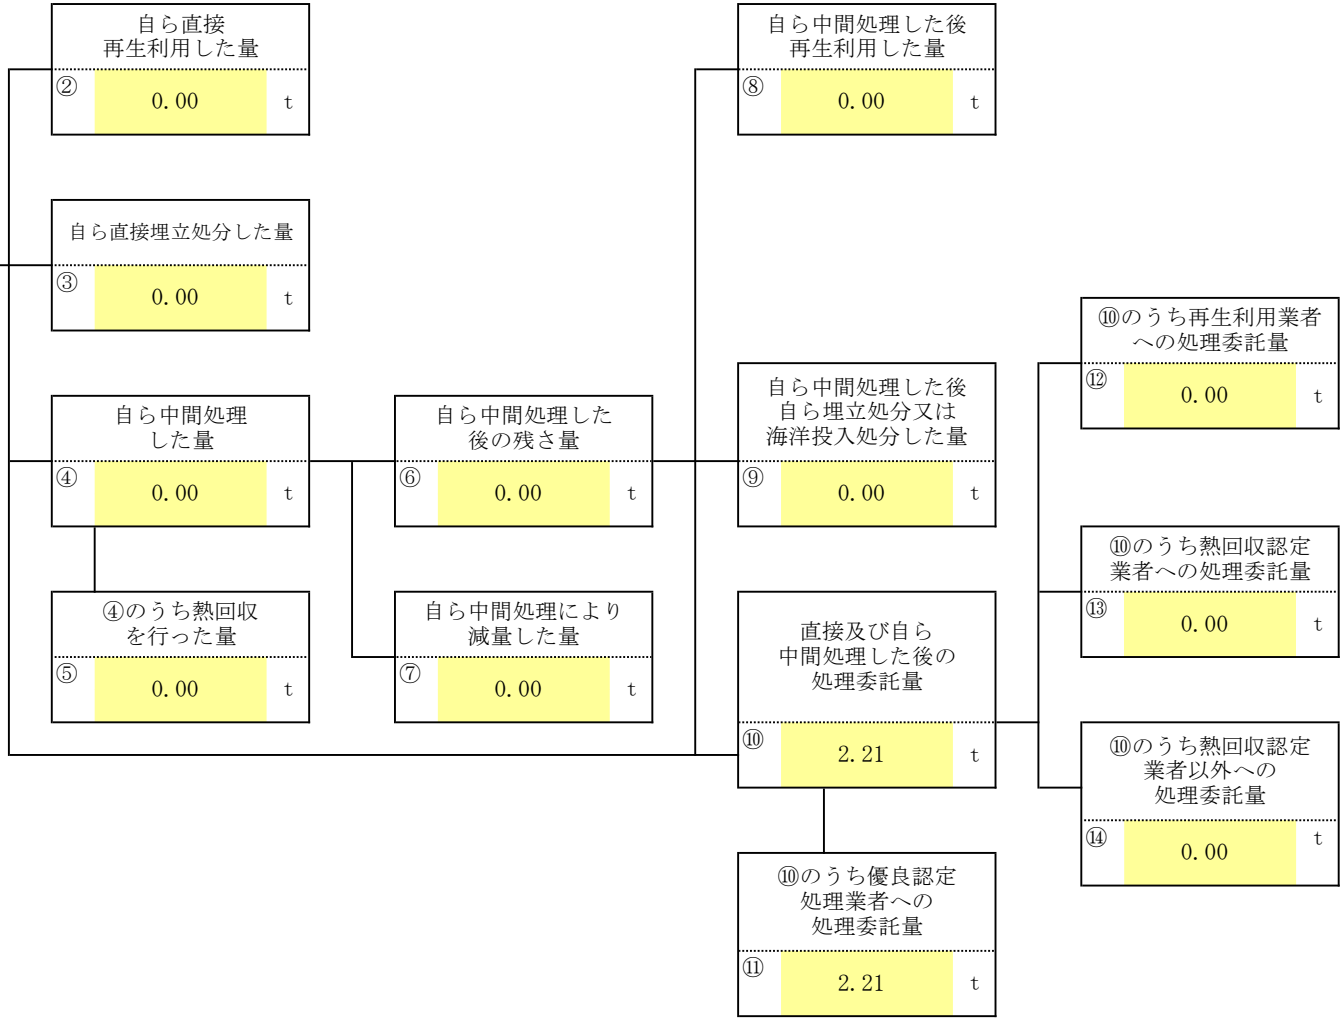 自ら直接
再生利用した量
② 0.00 t
自ら直接埋立処分した量
③ 0.00 t
自ら中間処理
した量
④ 0.00 t
④のうち熱回収
を行った量
⑤ 0.00 t
自ら中間処理した
後の残さ量
⑥ 0.00 t
自ら中間処理により
減量した量
⑦ 0.00 t
自ら中間処理した後
再生利用した量
⑧ 0.00 t
自ら中間処理した後
自ら埋立処分又は
海洋投入処分した量
⑨ 0.00 t
直接及び自ら
中間処理した後の
処理委託量
⑩ 2.21 t
⑩のうち優良認定
処理業者への
処理委託量
⑪ 2.21 t
⑩のうち再生利用業者
への処理委託量
⑫ 0.00 t
⑩のうち熱回収認定
業者への処理委託量
⑬ 0.00 t
⑩のうち熱回収認定
業者以外への
処理委託量
⑭ 0.00 t